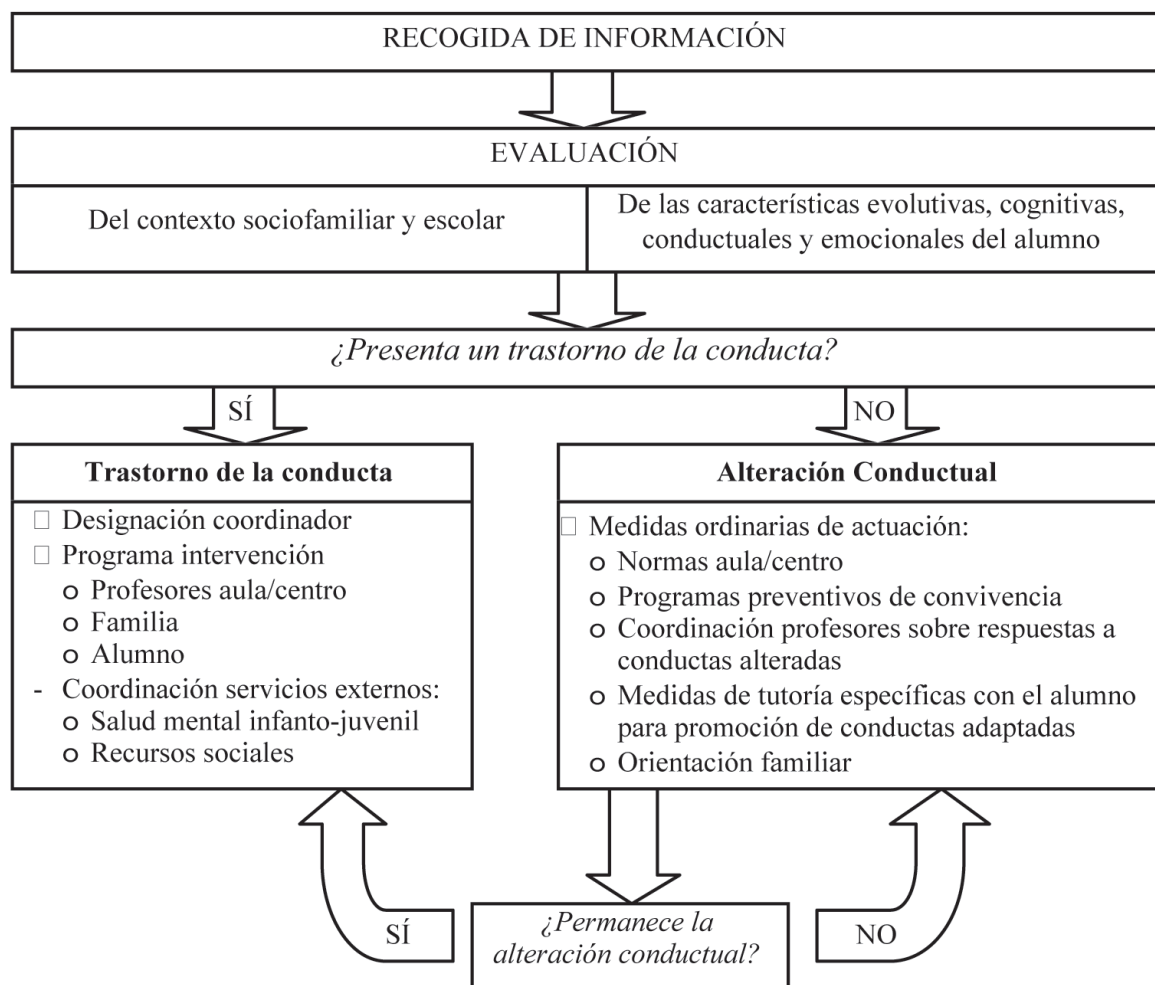 RECOGIDA DE INFORMACIÓN
EVALUACIÓN
Del contexto sociofamiliar y escolar
De las características evolutivas, cognitivas,
conductuales y emocionales del alumno
¿Presenta un trastorno de la conducta?
SÍ
NO
Trastorno de la conducta
□ Designación coordinador
□ Programa intervención
o Profesores aula/centro
o Familia
o Alumno
- Coordinación servicios externos:
o Salud mental infanto-juvenil
o Recursos sociales
Alteración Conductual
□ Medidas ordinarias de actuación:
o Normas aula/centro
o Programas preventivos de convivencia
o Coordinación profesores sobre respuestas a
conductas alteradas
o Medidas de tutoría específicas con el alumno
para promoción de conductas adaptadas
o Orientación familiar
SÍ
¿Permanece la
alteración conductual?
NO